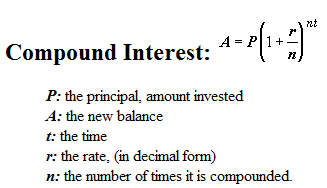 Compound Interest: A = P(1 + r/n)^nt
P: the principal, amount invested
A: the new balance
t: the time
r: the rate, (in decimal form)
n: the number of times it is compounded.